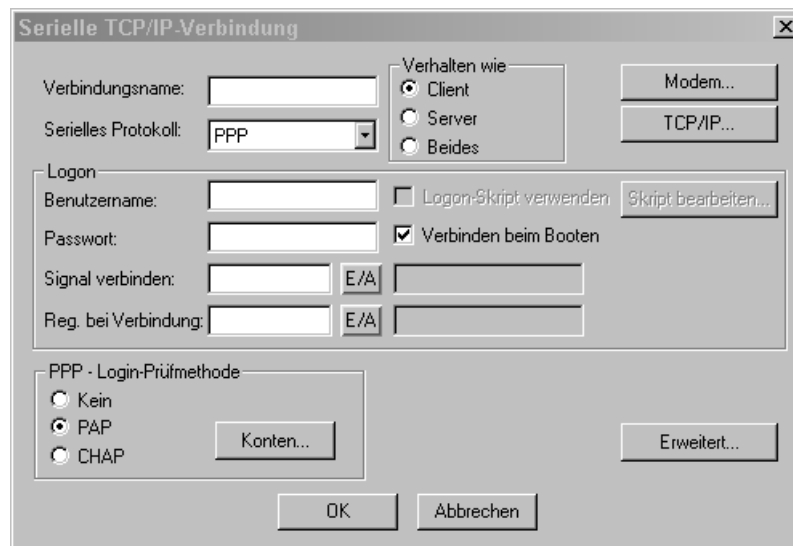 Serielle TCP/IP-Verbindung
Verbindungsname:
Serielles Protokoll:
PPP
Verhalten wie
Client
Server
Beides
Modem...
TCP/IP...
Logon
Benutzername:
Logon-Skript verwenden
Skript bearbeiten...
Passwort:
Verbinden beim Booten
Signal verbinden:
E/A
Reg. bei Verbindung:
E/A
PPP - Login-Prüfmethode
Kein
PAP
CHAP
Konten...
Erweitert...
OK
Abbrechen